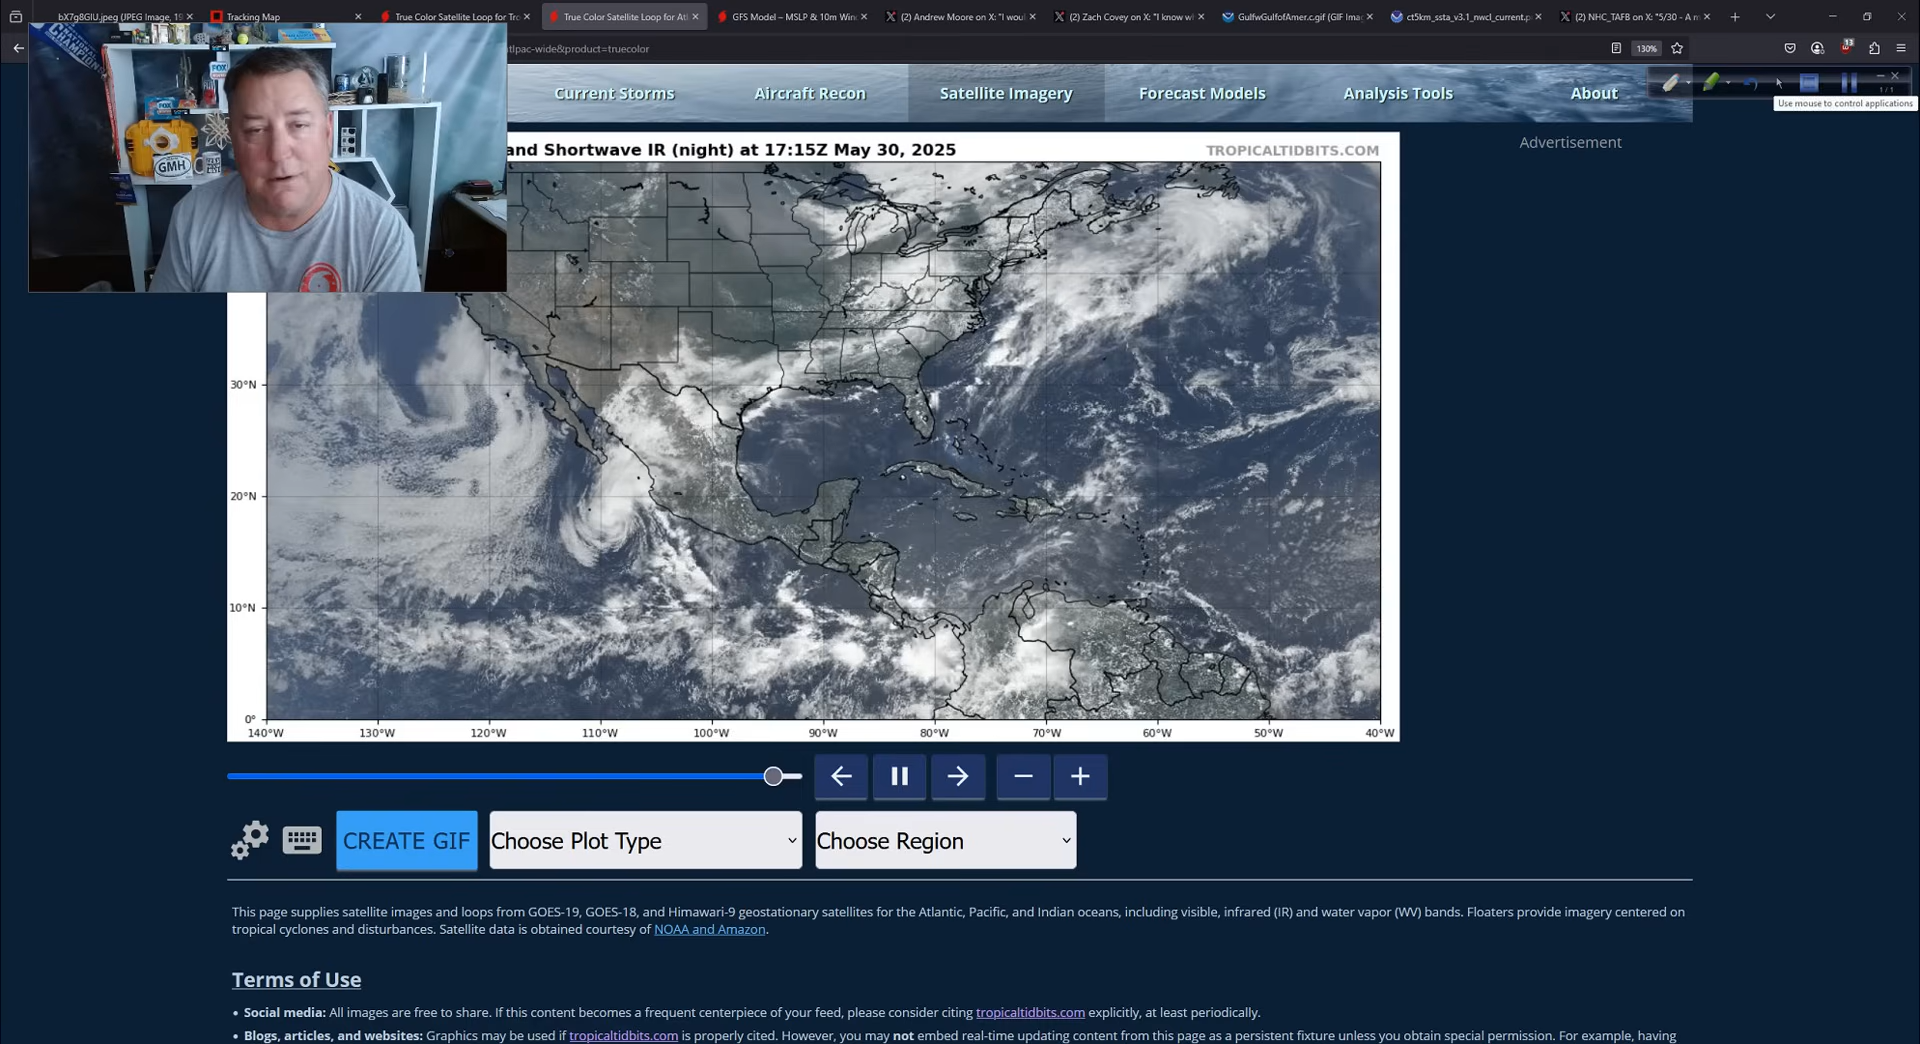 bX7g8GlU.jpeg (JPEG Image, 19
Tracking Map
True Color Satellite Loop for Tro
True Color Satellite Loop for Atl
GFS Model – MSLP & 10m Win
(2) Andrew Moore on X: "I wou
(2) Zach Covey on X: "I know w
GulfwGulfofAmer.c.gif (GIF Imag
ct5km_ssta_v3.1_nwcl_current.p
(2) NHC_TAFB on X: "5/30 - A m
atlpac-wide&product=truecolor
130%
13
Current Storms
Aircraft Recon
Satellite Imagery
Forecast Models
Analysis Tools
About
1/1
Use mouse to control applications
GMH
and Shortwave IR (night) at 17:15Z May 30, 2025
TROPICALTIDBITS.COM
Advertisement
30°N
20°N
10°N
0°
140°W
130°W
120°W
110°W
100°W
90°W
80°W
70°W
60°W
50°W
40°W
CREATE GIF
Choose Plot Type
Choose Region
This page supplies satellite images and loops from GOES-19, GOES-18, and Himawari-9 geostationary satellites for the Atlantic, Pacific, and Indian oceans, including visible, infrared (IR) and water vapor (WV) bands. Floaters provide imagery centered on
tropical cyclones and disturbances. Satellite data is obtained courtesy of NOAA and Amazon.
Terms of Use
• Social media: All images are free to share. If this content becomes a frequent centerpiece of your feed, please consider citing tropicaltidbits.com explicitly, at least periodically.
• Blogs, articles, and websites: Graphics may be used if tropicaltidbits.com is properly cited. However, you may not embed real-time updating content from this page as a persistent fixture unless you obtain special permission. For example, having